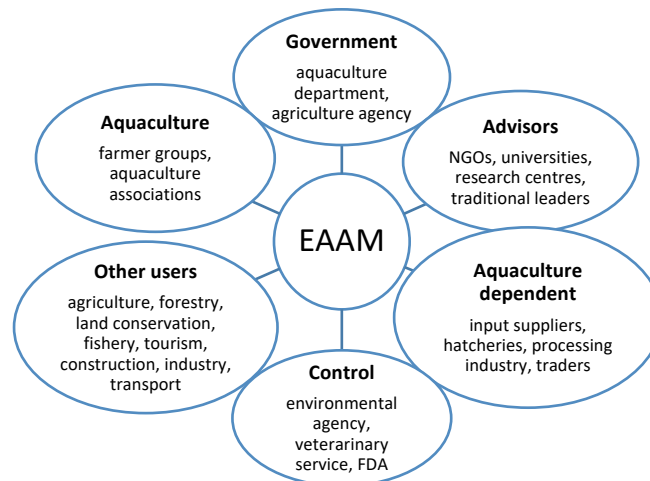 Government
aquaculture
department,
agriculture agency
Aquaculture
farmer groups,
aquaculture
associations
Advisors
NGOs, universities,
research centres,
traditional leaders
EAAM
Other users
agriculture, forestry,
land conservation,
fishery, tourism,
construction, industry,
transport
Aquaculture
dependent
input suppliers,
hatcheries, processing
industry, traders
Control
environmental
agency,
veterarinary
service, FDA